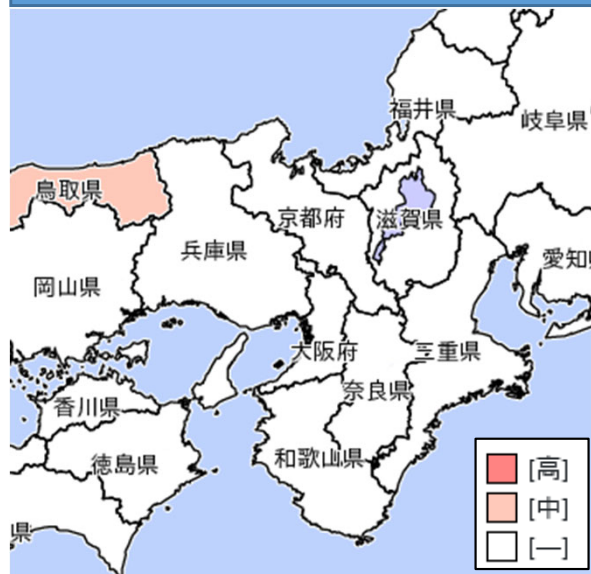 福井県
岐阜県
鳥取県
京都府
滋賀県
兵庫県
愛知
岡山県
大阪府
三重県
奈良県
香川県
和歌山県
徳島県
県
[高]
[中]
[―]